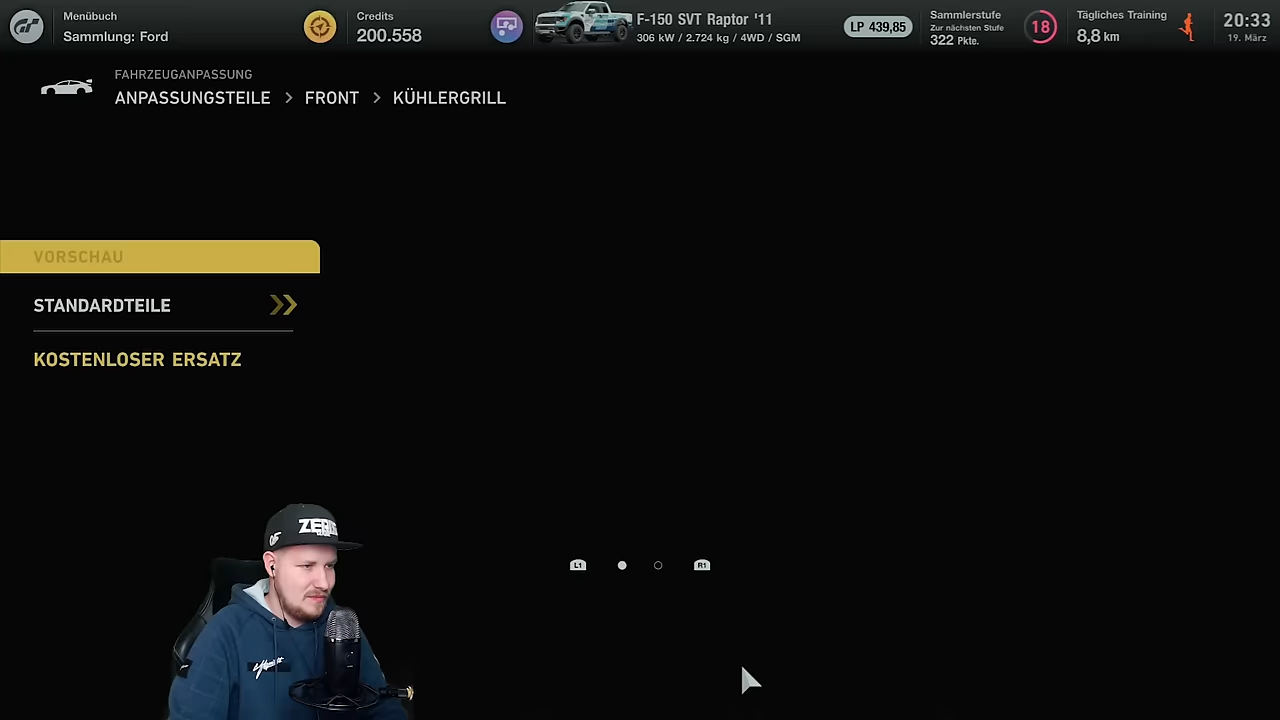 Menübuch
Sammlung: Ford
Credits
200.558
F-150 SVT Raptor '11
306 kW / 2.724 kg / 4WD / SGM
LP 439,85
Sammlerstufe
Zur nächsten Stufe
322 Pkte.
18
Tägliches Training
8,8 km
20:33
19. März
FAHRZEUGANPASSUNG
ANPASSUNGSTEILE > FRONT > KÜHLERGRILL
VORSCHAU
STANDARDTEILE
KOSTENLOSER ERSATZ
L1
R1